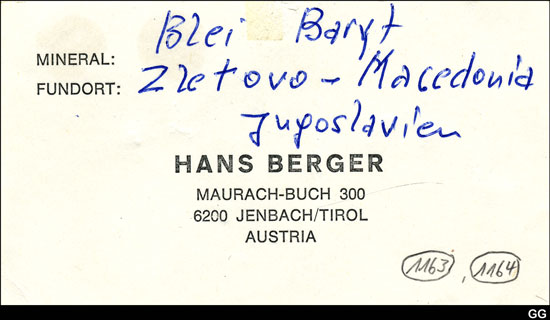 MINERAL: Blei Baryt
FUNDORT: Zletovo - Macedonia
Jugoslavien
HANS BERGER
MAURACH-BUCH 300
6200 JENBACH/TIROL
AUSTRIA
1163, 1164
GG